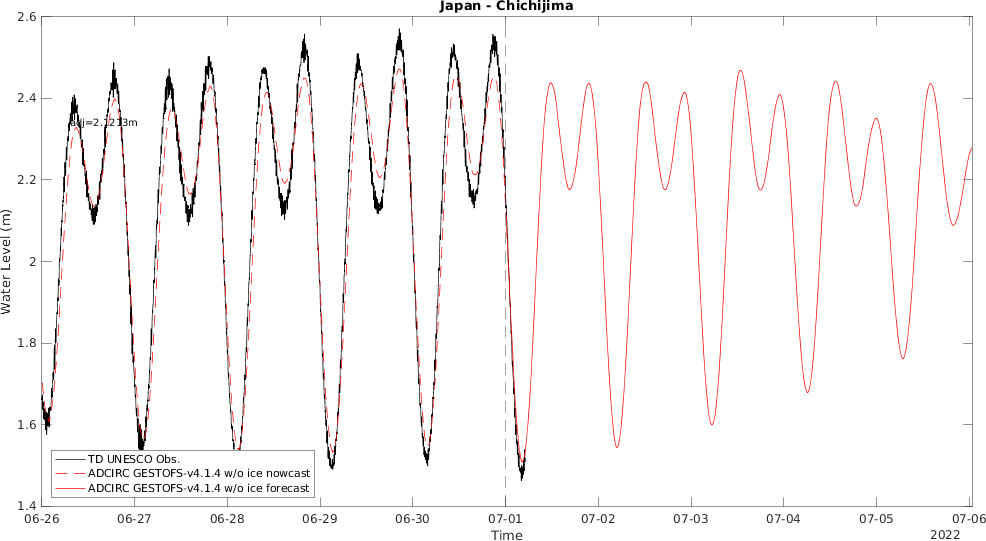 Japan - Chichijima
Water Level (m)
2.6
2.4
2.2
2
1.8
1.6
1.4
adj=2.1213m
TD UNESCO Obs.
ADCIRC GESTOFS-v4.1.4 w/o ice nowcast
ADCIRC GESTOFS-v4.1.4 w/o ice forecast
06-26 06-27 06-28 06-29 06-30 07-01 07-02 07-03 07-04 07-05 07-06
Time
2022